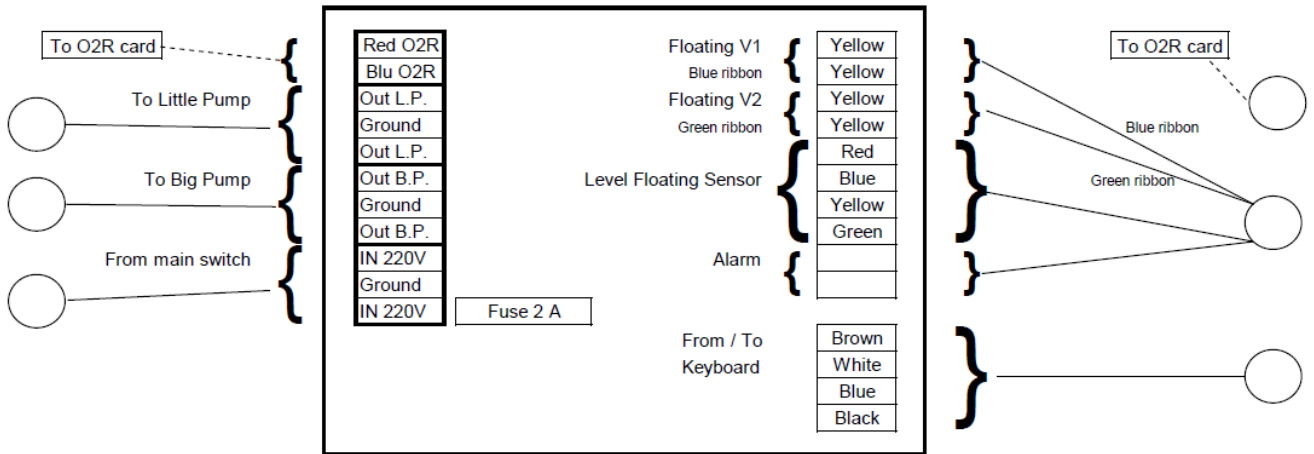 To O2R card
To Little Pump
To Big Pump
From main switch
Red O2R
Blu O2R
Out L.P.
Ground
Out L.P.
Out B.P.
Ground
Out B.P.
IN 220V
Ground
IN 220V
Fuse 2 A
Floating V1
Blue ribbon
Floating V2
Green ribbon
Level Floating Sensor
Alarm
From / To
Keyboard
Yellow
Yellow
Yellow
Yellow
Red
Blue
Yellow
Green
Brown
White
Blue
Black
To O2R card
Blue ribbon
Green ribbon